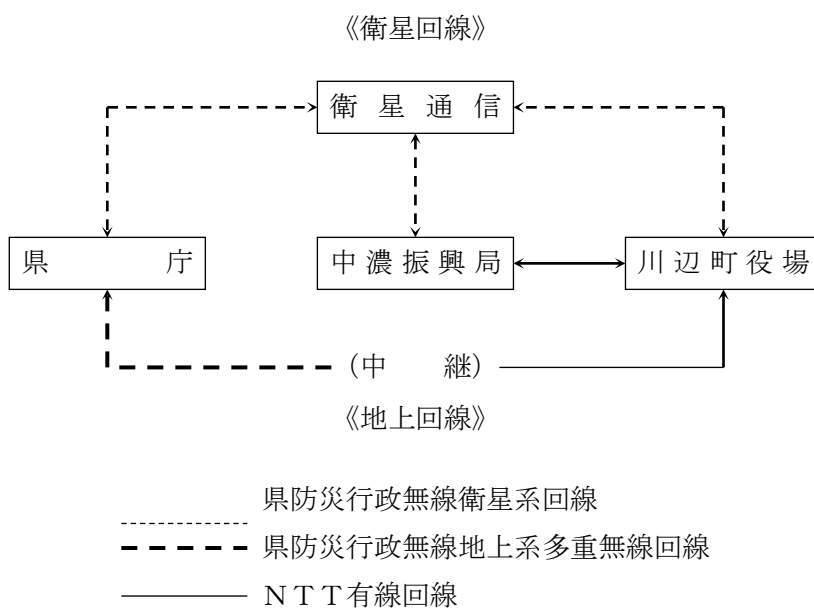 《衛星回線》
衛星通信
県庁
中濃振興局
川辺町役場
(中継)
《地上回線》
県防災行政無線衛星系回線
県防災行政無線地上系多重無線回線
ＮＴＴ有線回線